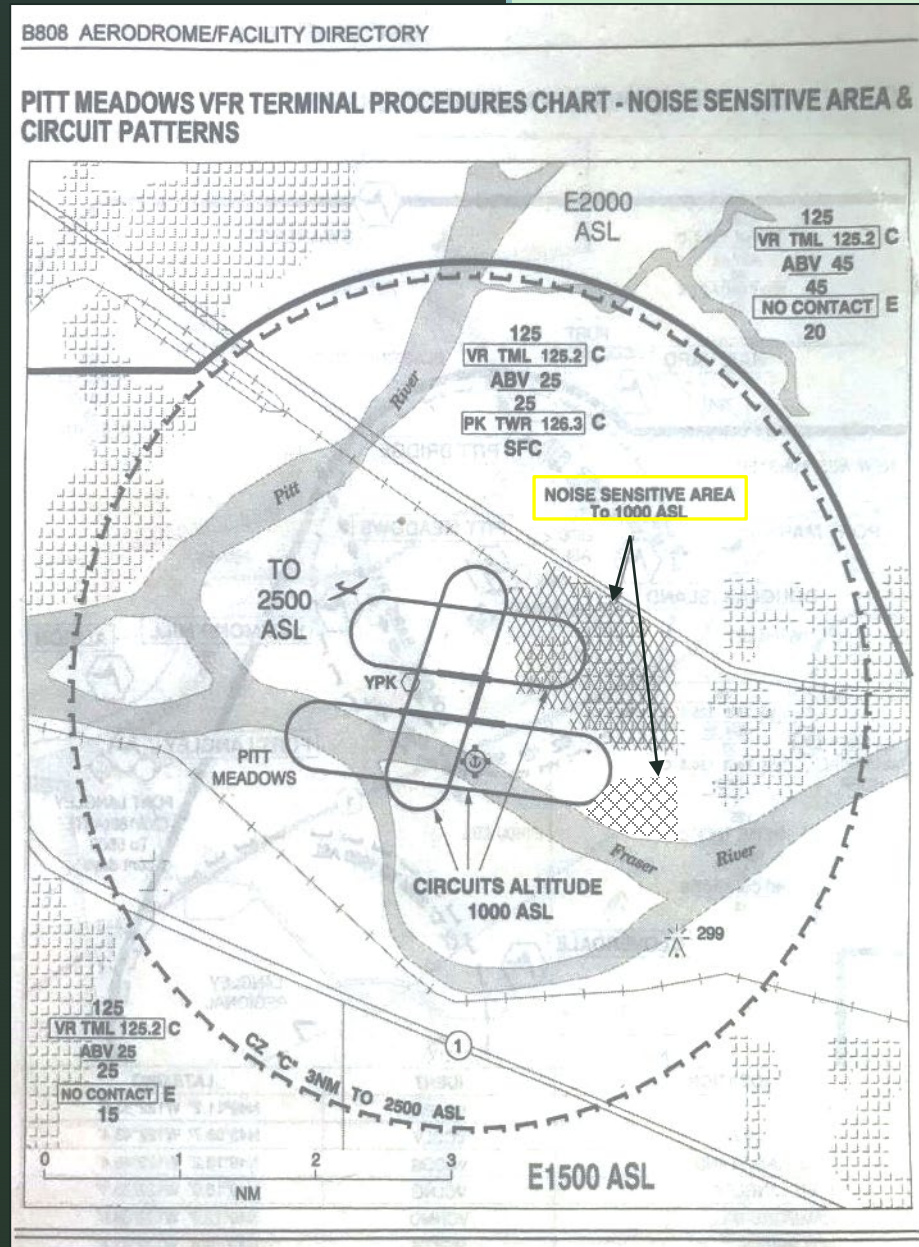 B808 AERODROME/FACILITY DIRECTORY
PITT MEADOWS VFR TERMINAL PROCEDURES CHART - NOISE SENSITIVE AREA &
CIRCUIT PATTERNS
E2000
ASL
125
VR TML 125.2 C
ABV 45
45
NO CONTACT E
20
125
VR TML 125.2 C
ABV 25
25
PK TWR 126.3 C
SFC
River
Pitt
NOISE SENSITIVE AREA
To 1000 ASL
TO
2500
ASL
YPK
PITT
MEADOWS
Fraser
River
CIRCUITS ALTITUDE
1000 ASL
299
125
VR TML 125.2 C
ABV 25
25
NO CONTACT E
15
CZ "C" 3NM TO 2500 ASL
1
0 1 2 3
NM
E1500 ASL